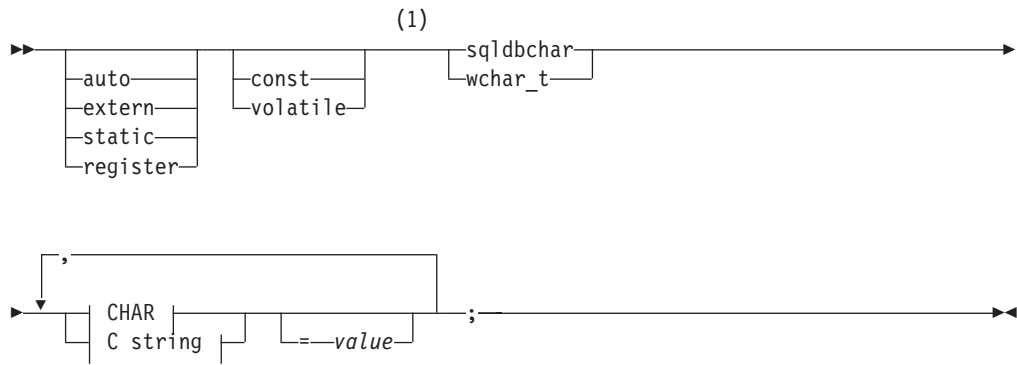 (1)
sqldbchar
auto const wchar_t
extern volatile
static
register
,
CHAR ;
C string = value